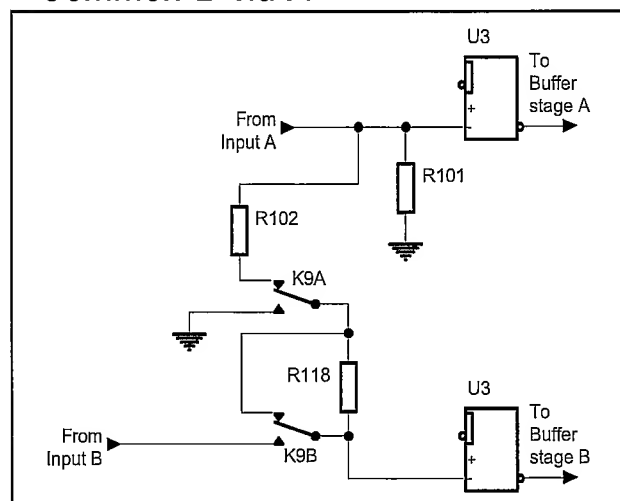 U3
To
Buffer
stage A
+
-
From
Input A
R101
R102
K9A
R118
U3
To
Buffer
stage B
+
-
From
Input B
K9B